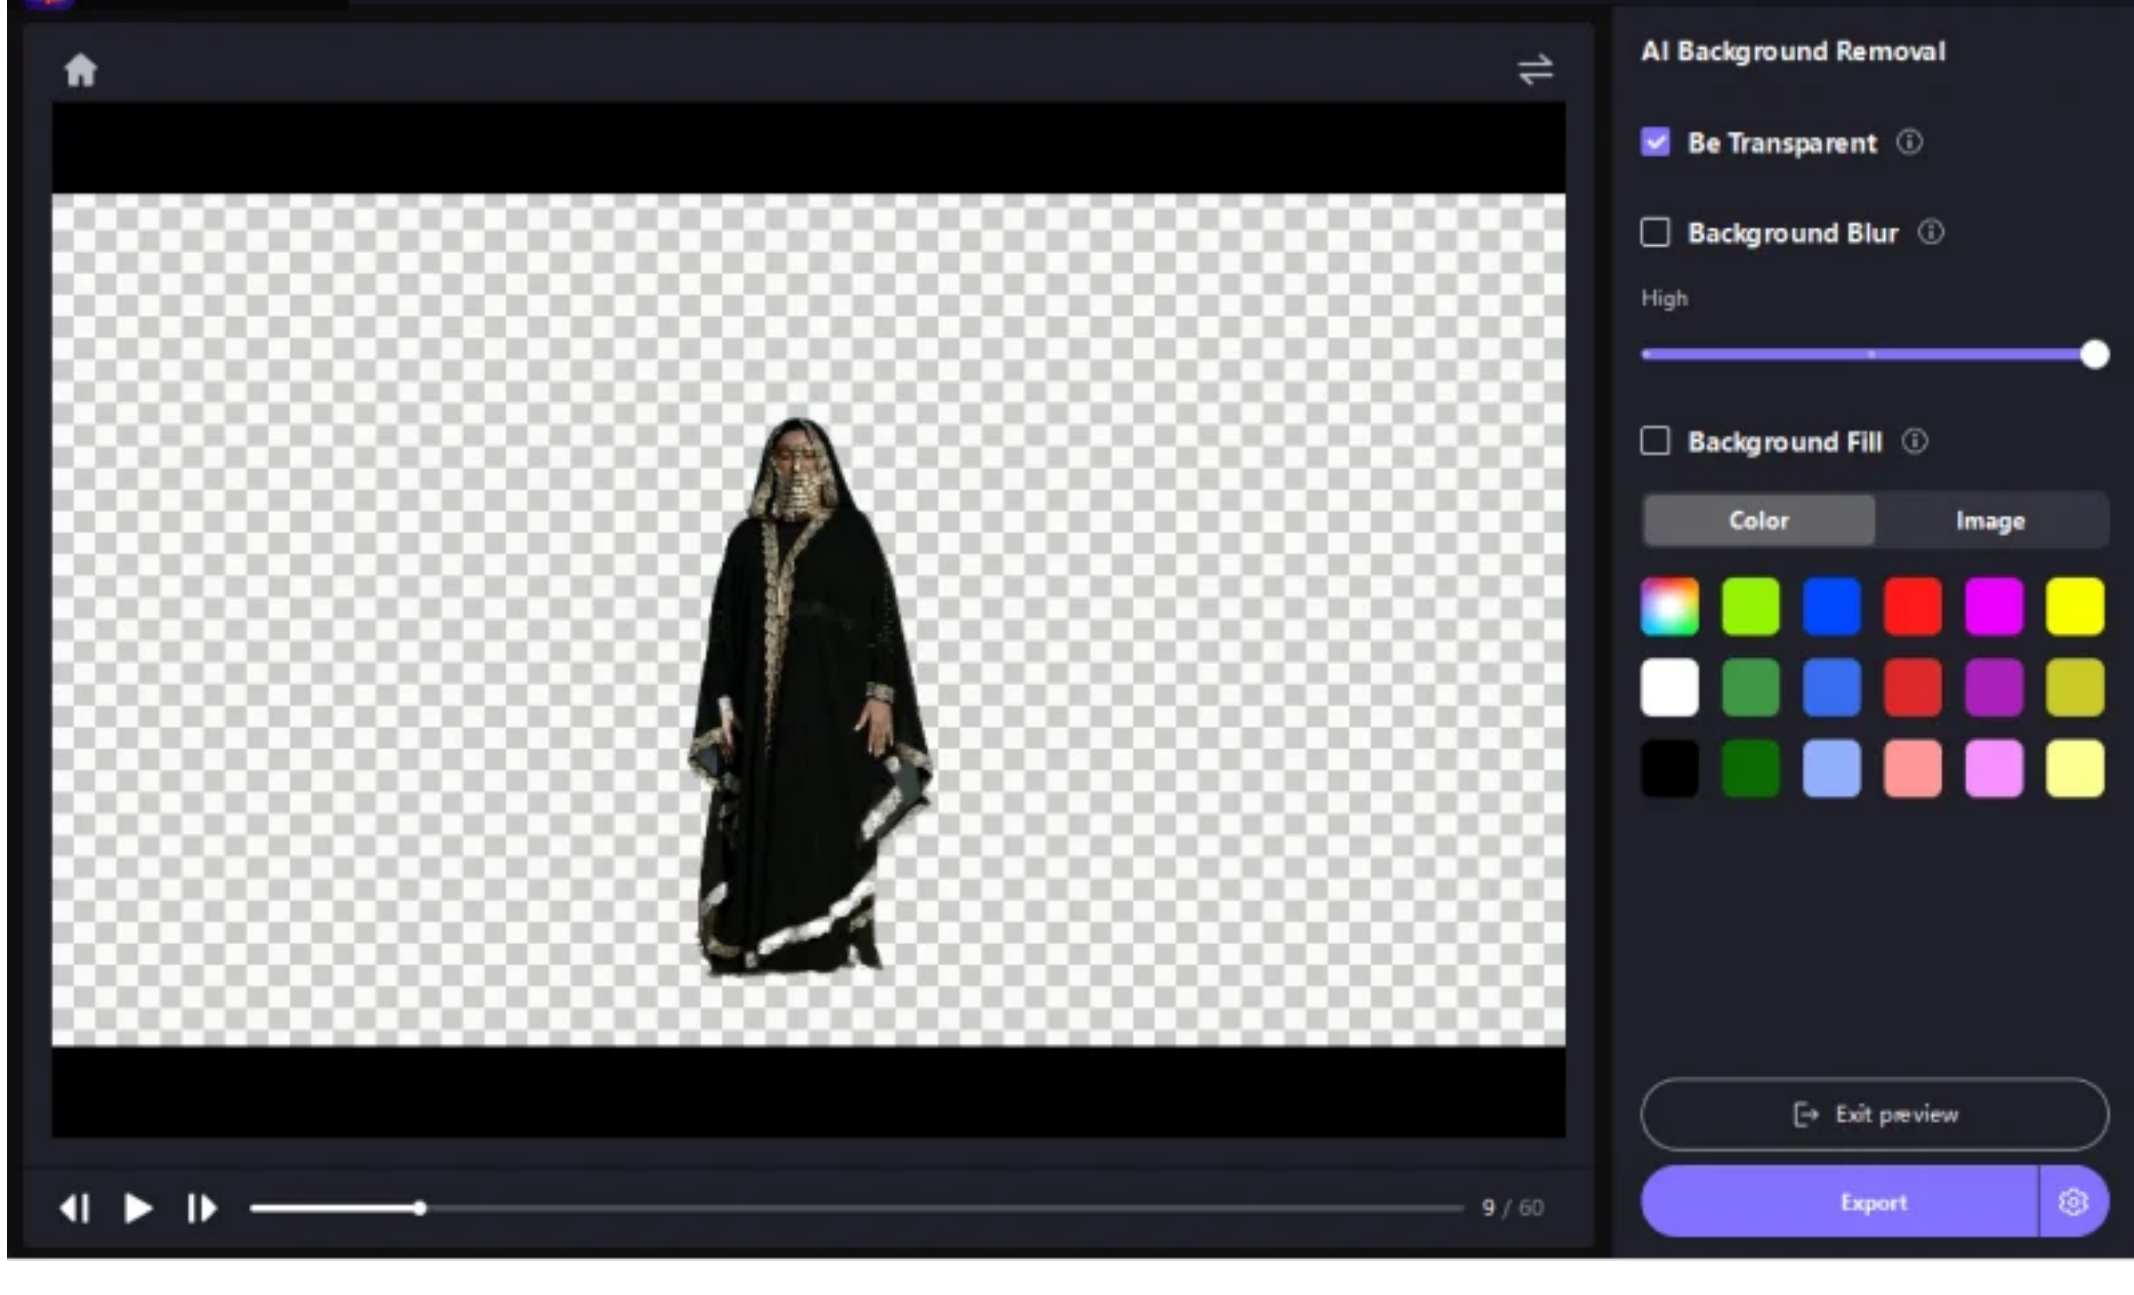 AI Background Removal
Be Transparent
Background Blur
High
Background Fill
Color Image
Exit preview
9 / 60
Export